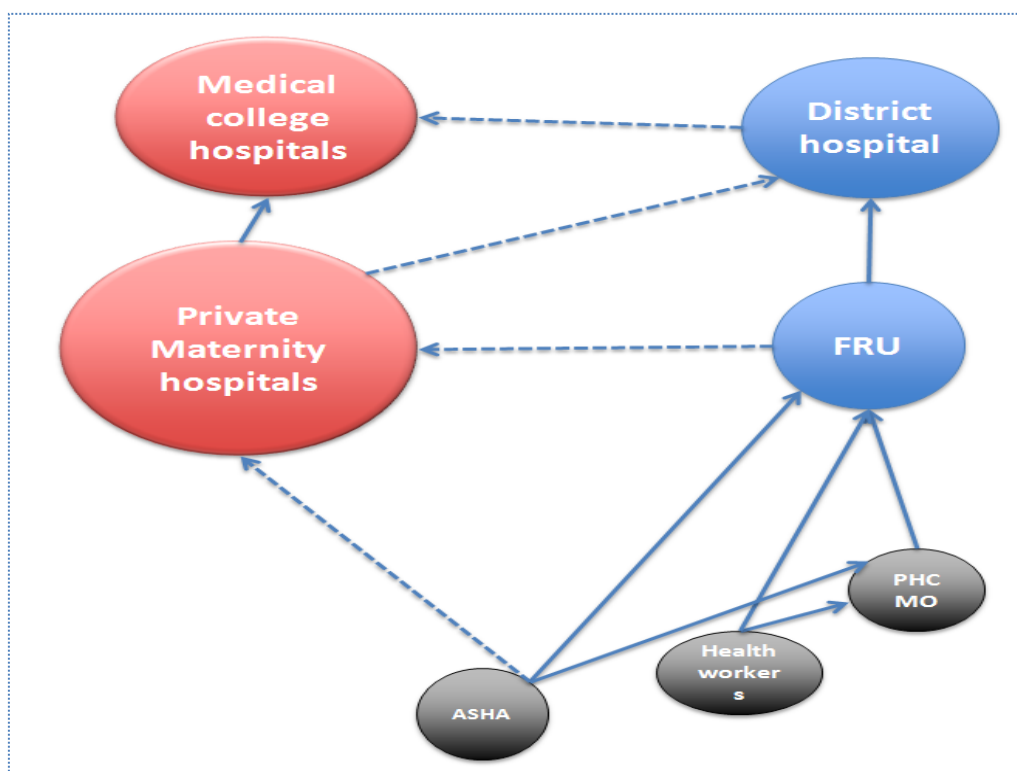 Medical
college
hospitals
District
hospital
Private
Maternity
hospitals
FRU
PHC
MO
Health
worker
s
ASHA